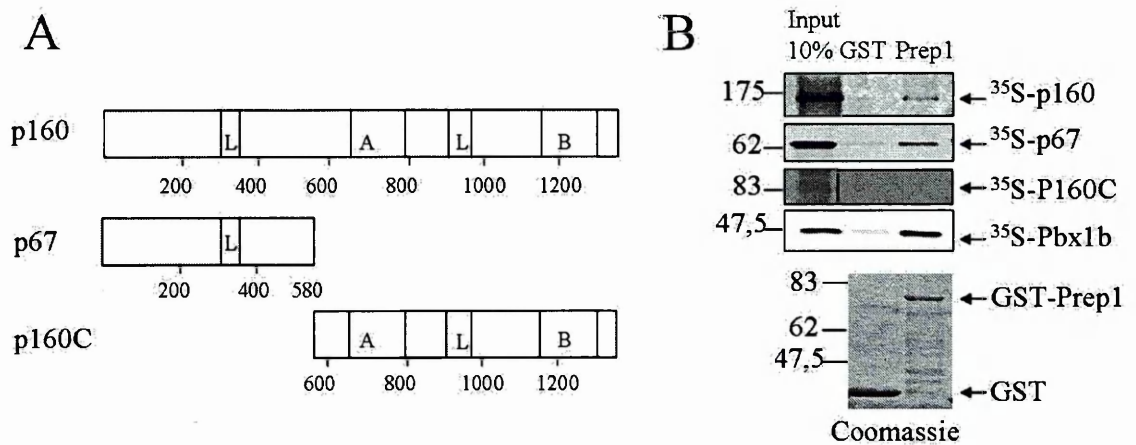 A
p160
L
A
L
B
200
400
600
800
1000
1200
p67
L
200
400
580
p160C
A
L
B
600
800
1000
1200
B
Input
10% GST Prep1
175
³⁵S-p160
62
³⁵S-p67
83
³⁵S-P160C
47,5
³⁵S-Pbx1b
83
GST-Prep1
62
47,5
GST
Coomassie